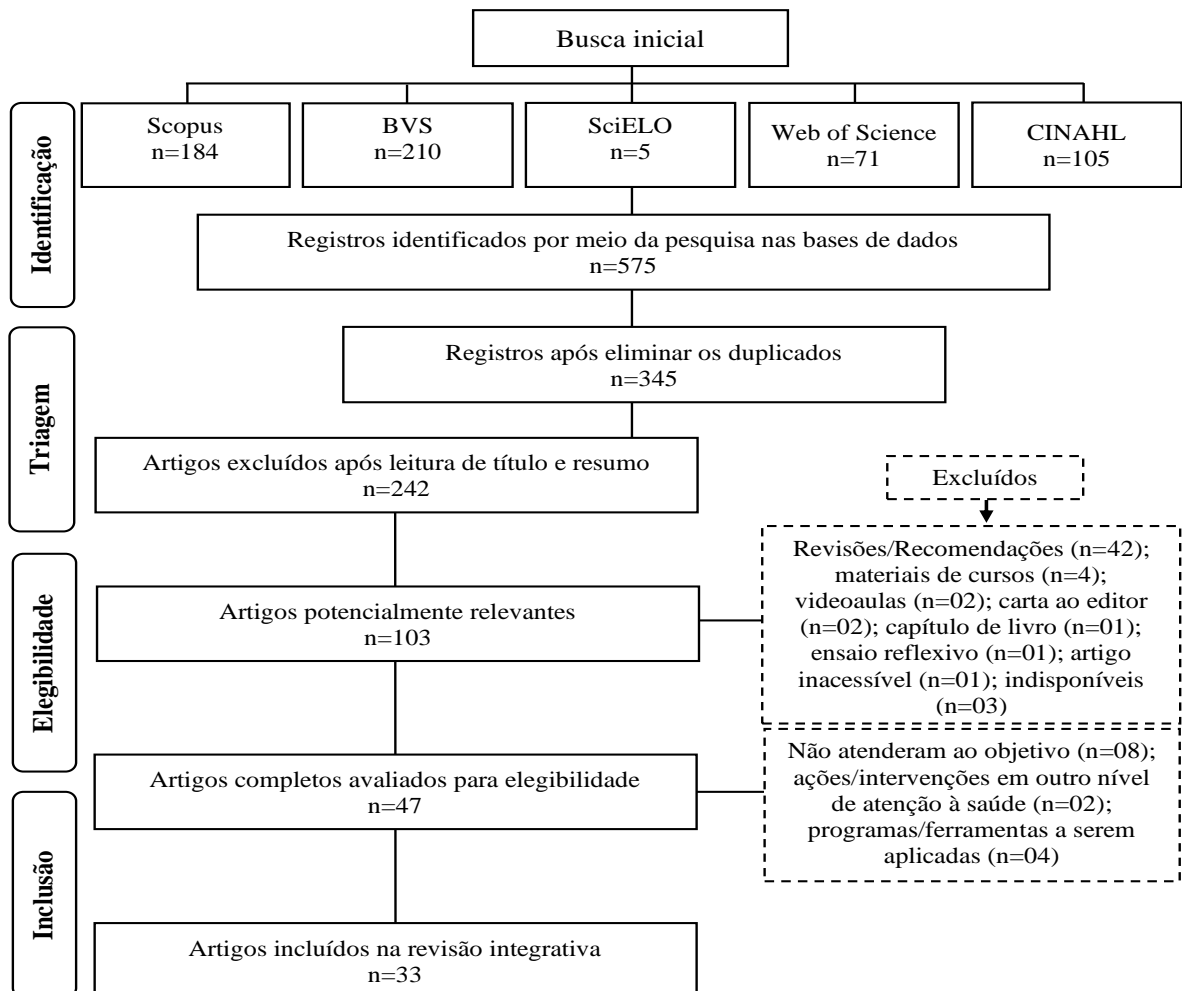 Busca inicial
Identificação
Scopus
n=184
BVS
n=210
SciELO
n=5
Web of Science
n=71
CINAHL
n=105
Registros identificados por meio da pesquisa nas bases de dados
n=575
Triagem
Registros após eliminar os duplicados
n=345
Artigos excluídos após leitura de título e resumo
n=242
Excluídos
Elegibilidade
Artigos potencialmente relevantes
n=103
Revisões/Recomendações (n=42);
materiais de cursos (n=4);
videoaulas (n=02); carta ao editor
(n=02); capítulo de livro (n=01);
ensaio reflexivo (n=01); artigo
inacessível (n=01); indisponíveis
(n=03)
Artigos completos avaliados para elegibilidade
n=47
Não atenderam ao objetivo (n=08);
ações/intervenções em outro nível
de atenção à saúde (n=02);
programas/ferramentas a serem
aplicadas (n=04)
Inclusão
Artigos incluídos na revisão integrativa
n=33